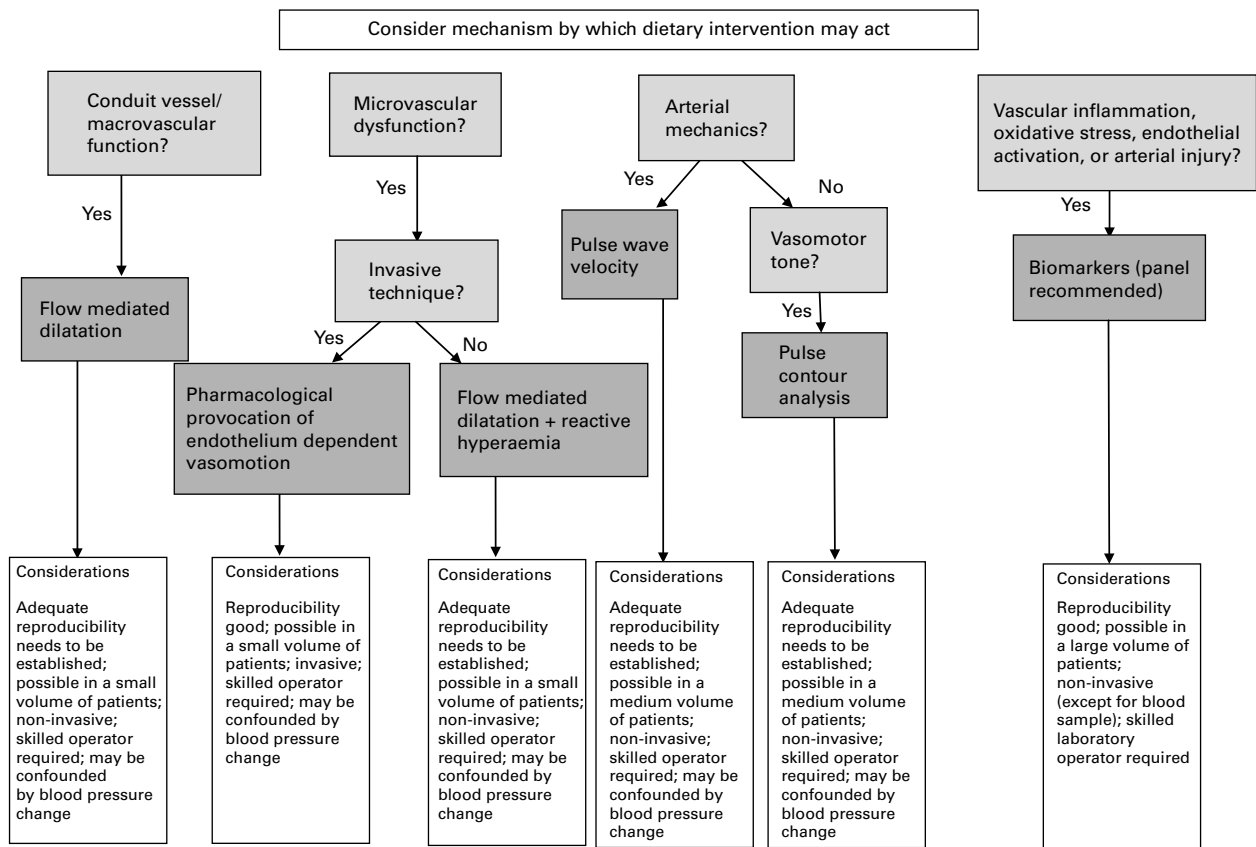 Consider mechanism by which dietary intervention may act
Conduit vessel/
macrovascular
function?
Yes
Flow mediated
dilatation
Considerations
Adequate
reproducibility
needs to be
established;
possible in a small
volume of patients;
non-invasive;
skilled operator
required; may be
confounded
by blood pressure
change
Microvascular
dysfunction?
Yes
Invasive
technique?
Yes
Pharmacological
provocation of
endothelium dependent
vasomotion
Considerations
Reproducibility
good; possible in
a small volume of
patients; invasive;
skilled operator
required; may be
confounded by
blood pressure
change
No
Flow mediated
dilatation + reactive
hyperaemia
Considerations
Adequate
reproducibility
needs to be
established;
possible in a small
volume of patients;
non-invasive;
skilled operator
required; may be
confounded by
blood pressure
change
Arterial
mechanics?
Yes
Pulse wave
velocity
Considerations
Adequate
reproducibility
needs to be
established;
possible in a
medium volume
of patients;
non-invasive;
skilled operator
required; may be
confounded by
blood pressure
change
No
Vasomotor
tone?
Yes
Pulse
contour
analysis
Considerations
Adequate
reproducibility
needs to be
established;
possible in a
medium volume
of patients;
non-invasive;
skilled operator
required; may be
confounded by
blood pressure
change
Vascular inflammation,
oxidative stress, endothelial
activation, or arterial injury?
Yes
Biomarkers (panel
recommended)
Considerations
Reproducibility
good; possible in
a large volume of
patients;
non-invasive
(except for blood
sample); skilled
laboratory
operator required